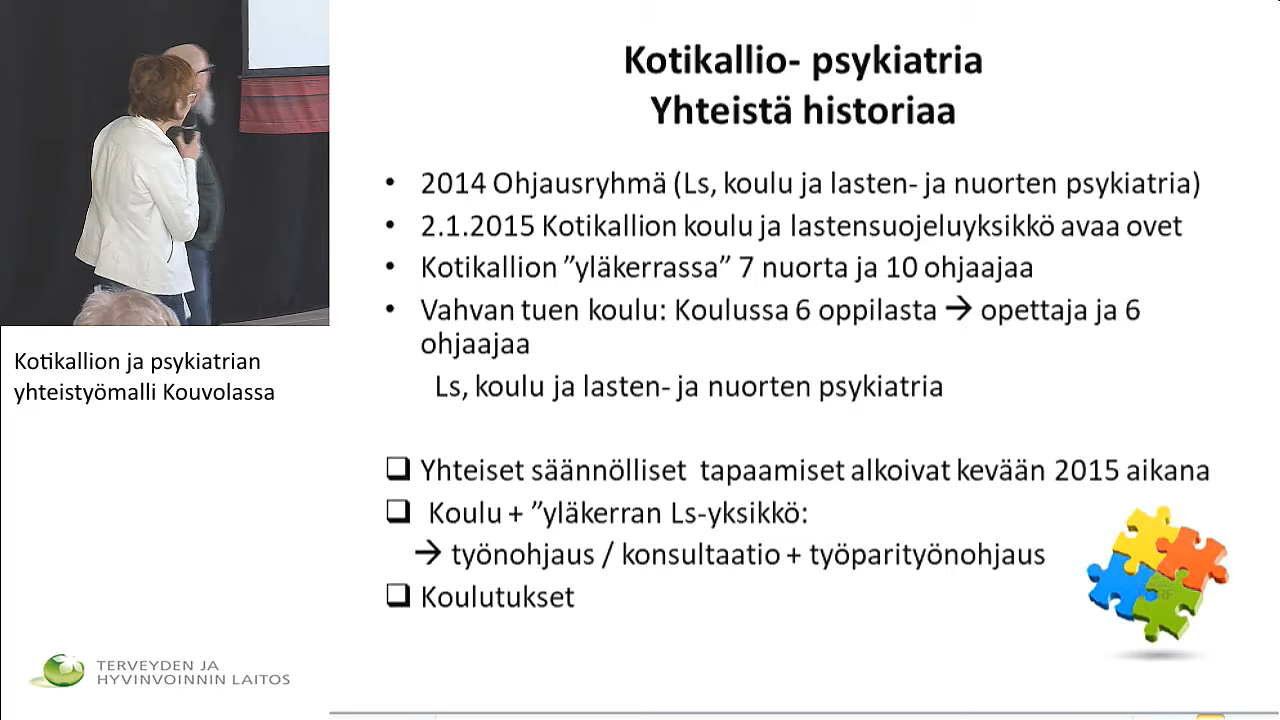 Kotikallio- psykiatria
Yhteistä historiaa
• 2014 Ohjausryhmä (Ls, koulu ja lasten- ja nuorten psykiatria)
• 2.1.2015 Kotikallion koulu ja lastensuojeluyksikkö avaa ovet
• Kotikallion ”yläkerrassa” 7 nuorta ja 10 ohjaajaa
• Vahvan tuen koulu: Koulussa 6 oppilasta → opettaja ja 6
ohjaajaa
Ls, koulu ja lasten- ja nuorten psykiatria
❑ Yhteiset säännölliset tapaamiset alkoivat kevään 2015 aikana
❑ Koulu + ”yläkerran Ls-yksikkö:
→ työnohjaus / konsultaatio + työparityönohjaus
❑ Koulutukset
Kotikallion ja psykiatrian
yhteistyömalli Kouvolassa
TERVEYDEN JA
HYVINVOINNIN LAITOS